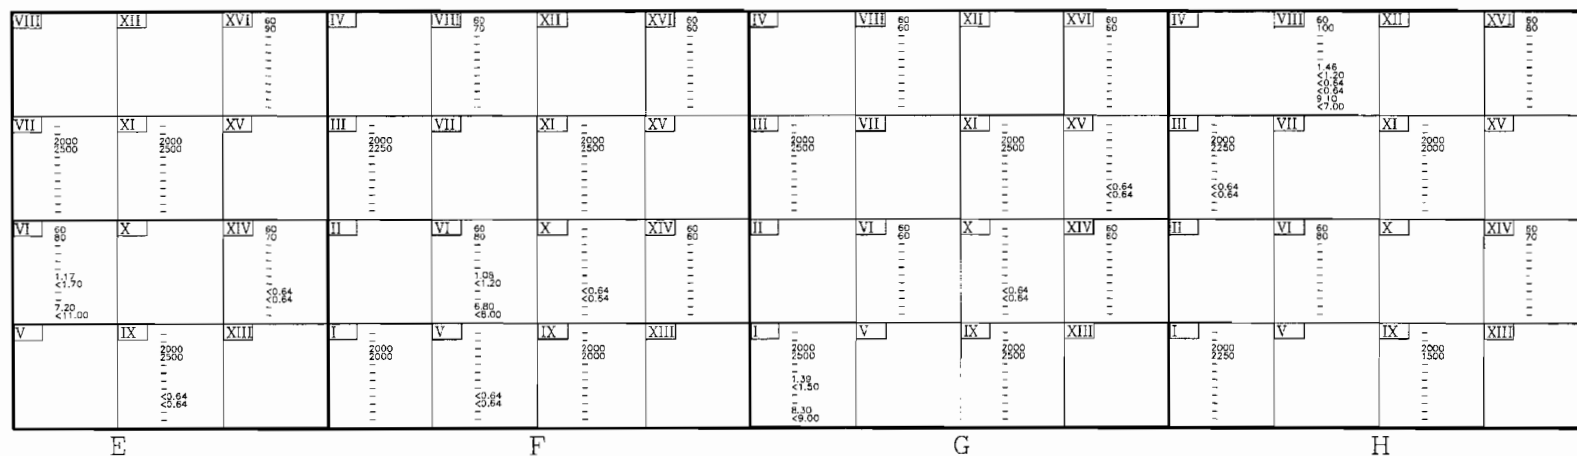 VIII
XII
XVI
60
90
IV
VIII
60
70
XII
XVI
60
60
IV
VIII
60
60
XII
XVI
60
60
IV
VIII
60
100
1.46
<1.20
<0.64
<0.64
9.10
<7.00
XII
XVI
60
VII
2000
2500
XI
2000
2500
XV
III
2000
2250
VII
XI
2000
2500
XV
III
2000
2500
VII
XI
2000
2500
XV
<0.64
<0.64
III
2000
2250
<0.64
<0.64
VII
XI
2000
2000
XV
VI
60
80
1.17
<1.70
7.20
<11.00
X
XIV
60
70
<0.64
<0.64
II
VI
60
80
1.08
<1.20
6.80
<8.00
X
<0.64
<0.64
XIV
60
60
II
VI
60
60
X
<0.64
<0.64
XIV
60
60
II
VI
60
80
X
XIV
60
70
V
IX
2000
2500
<0.64
<0.64
XIII
I
2000
2000
V
<0.64
<0.64
IX
2000
2000
XIII
I
2000
2500
1.39
<1.50
8.30
<9.00
V
IX
2000
2500
XIII
I
2000
2250
V
IX
2000
1500
XIII
E
F
G
H